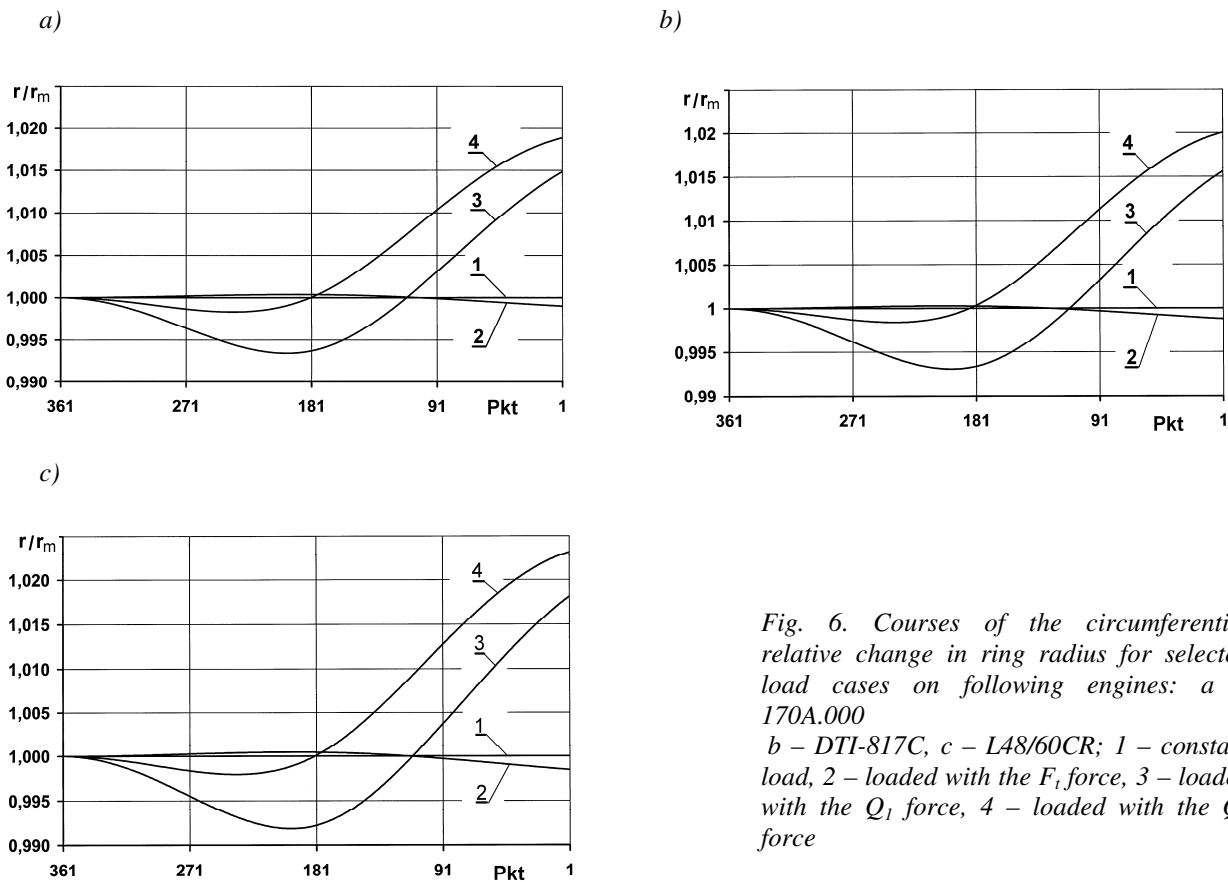 a)
b)
r/rm
1,020
1,015
1,010
1,005
1,000
0,995
0,990
361
271
181
91
Pkt
1
4
3
1
2
r/rm
1,02
1,015
1,01
1,005
1
0,995
0,99
361
271
181
91
Pkt
1
4
3
1
2
c)
r/rm
1,020
1,015
1,010
1,005
1,000
0,995
0,990
361
271
181
91
Pkt
1
4
3
1
2
Fig. 6. Courses of the circumferenti
relative change in ring radius for selecte
load cases on following engines: a
170A.000
b – DTI-817C, c – L48/60CR; 1 – consta
load, 2 – loaded with the Ft force, 3 – loade
with the Q1 force, 4 – loaded with the Q
force